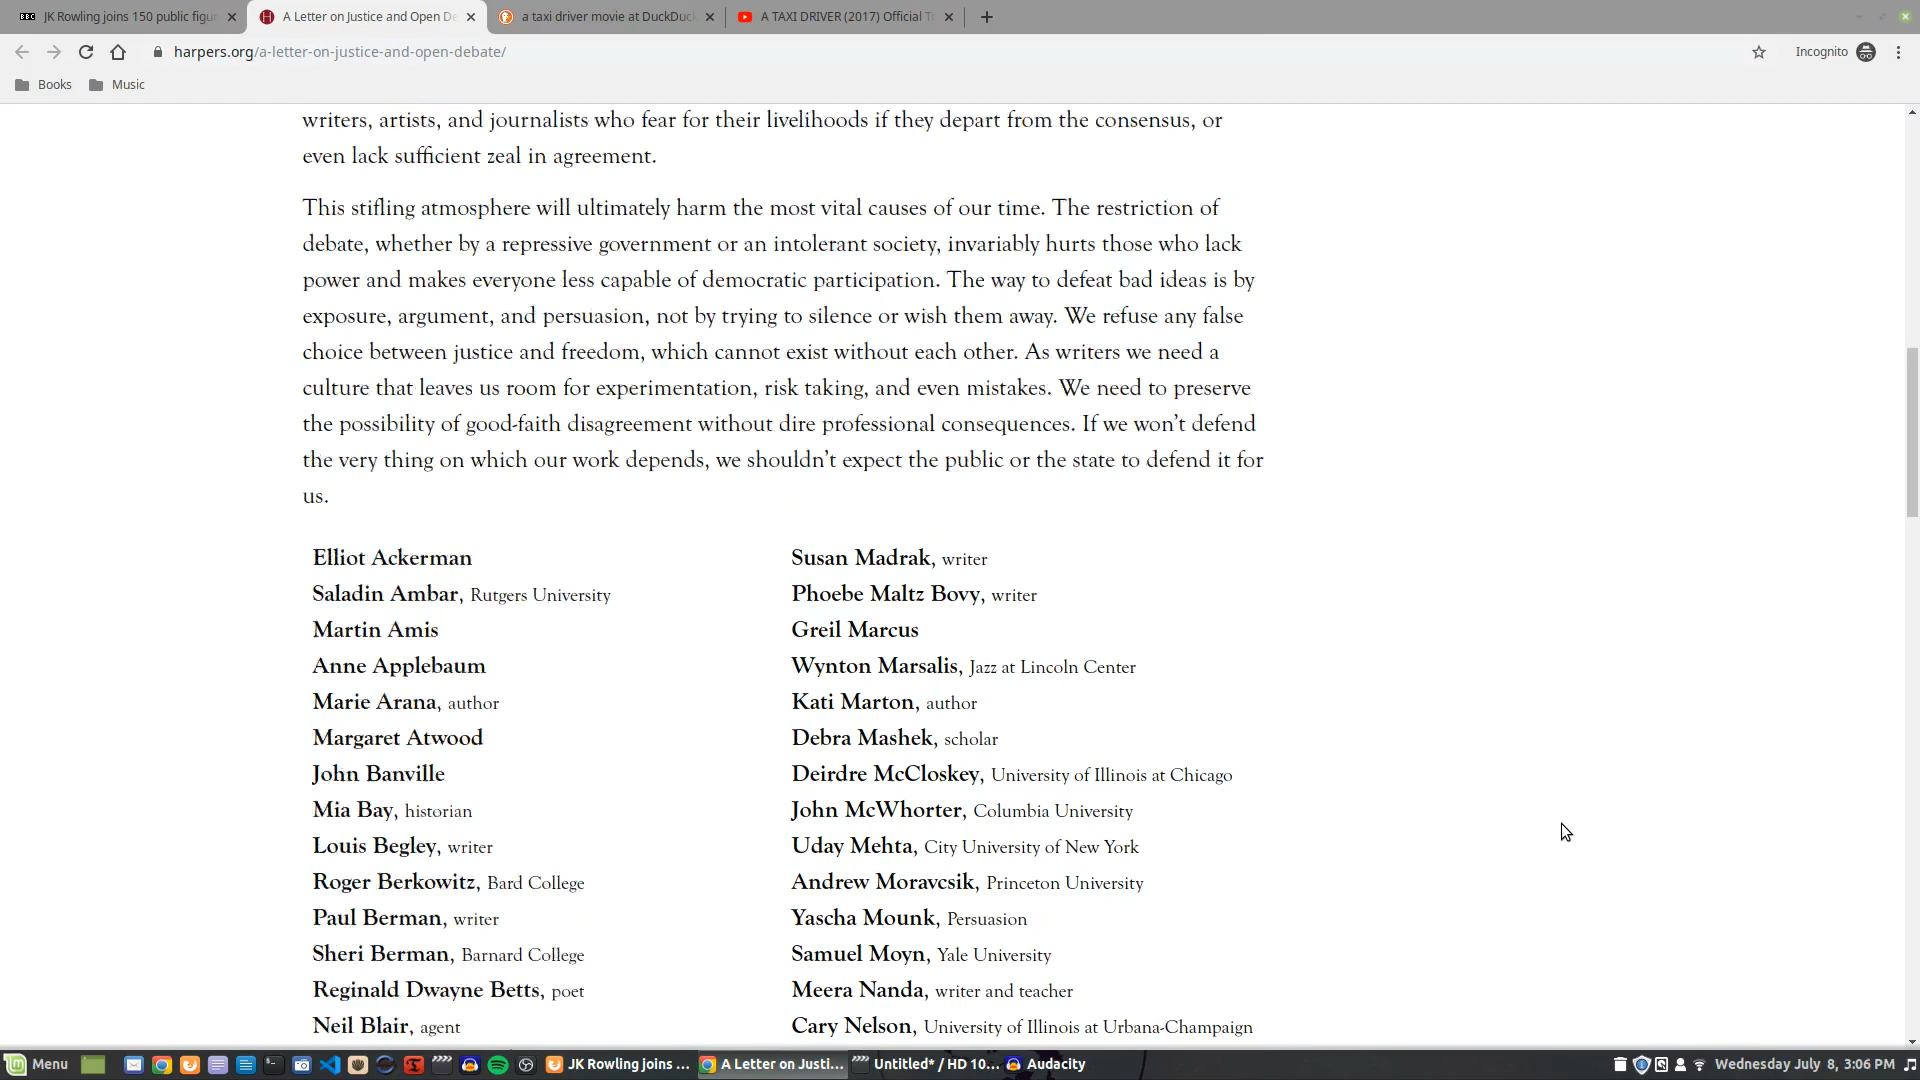 JK Rowling joins 150 public figu
A Letter on Justice and Open De
a taxi driver movie at DuckDuc
A TAXI DRIVER (2017) Official T
harpers.org/a-letter-on-justice-and-open-debate/
Incognito
Books
Music
writers, artists, and journalists who fear for their livelihoods if they depart from the consensus, or
even lack sufficient zeal in agreement.
This stifling atmosphere will ultimately harm the most vital causes of our time. The restriction of
debate, whether by a repressive government or an intolerant society, invariably hurts those who lack
power and makes everyone less capable of democratic participation. The way to defeat bad ideas is by
exposure, argument, and persuasion, not by trying to silence or wish them away. We refuse any false
choice between justice and freedom, which cannot exist without each other. As writers we need a
culture that leaves us room for experimentation, risk taking, and even mistakes. We need to preserve
the possibility of good-faith disagreement without dire professional consequences. If we won’t defend
the very thing on which our work depends, we shouldn’t expect the public or the state to defend it for
us.
Elliot Ackerman
Saladin Ambar, Rutgers University
Martin Amis
Anne Applebaum
Marie Arana, author
Margaret Atwood
John Banville
Mia Bay, historian
Louis Begley, writer
Roger Berkowitz, Bard College
Paul Berman, writer
Sheri Berman, Barnard College
Reginald Dwayne Betts, poet
Neil Blair, agent
Susan Madrak, writer
Phoebe Maltz Bovy, writer
Greil Marcus
Wynton Marsalis, Jazz at Lincoln Center
Kati Marton, author
Debra Mashek, scholar
Deirdre McCloskey, University of Illinois at Chicago
John McWhorter, Columbia University
Uday Mehta, City University of New York
Andrew Moravcsik, Princeton University
Yascha Mounk, Persuasion
Samuel Moyn, Yale University
Meera Nanda, writer and teacher
Cary Nelson, University of Illinois at Urbana-Champaign
Menu
JK Rowling joins ...
A Letter on Justi...
Untitled* / HD 10...
Audacity
Wednesday July 8, 3:06 PM